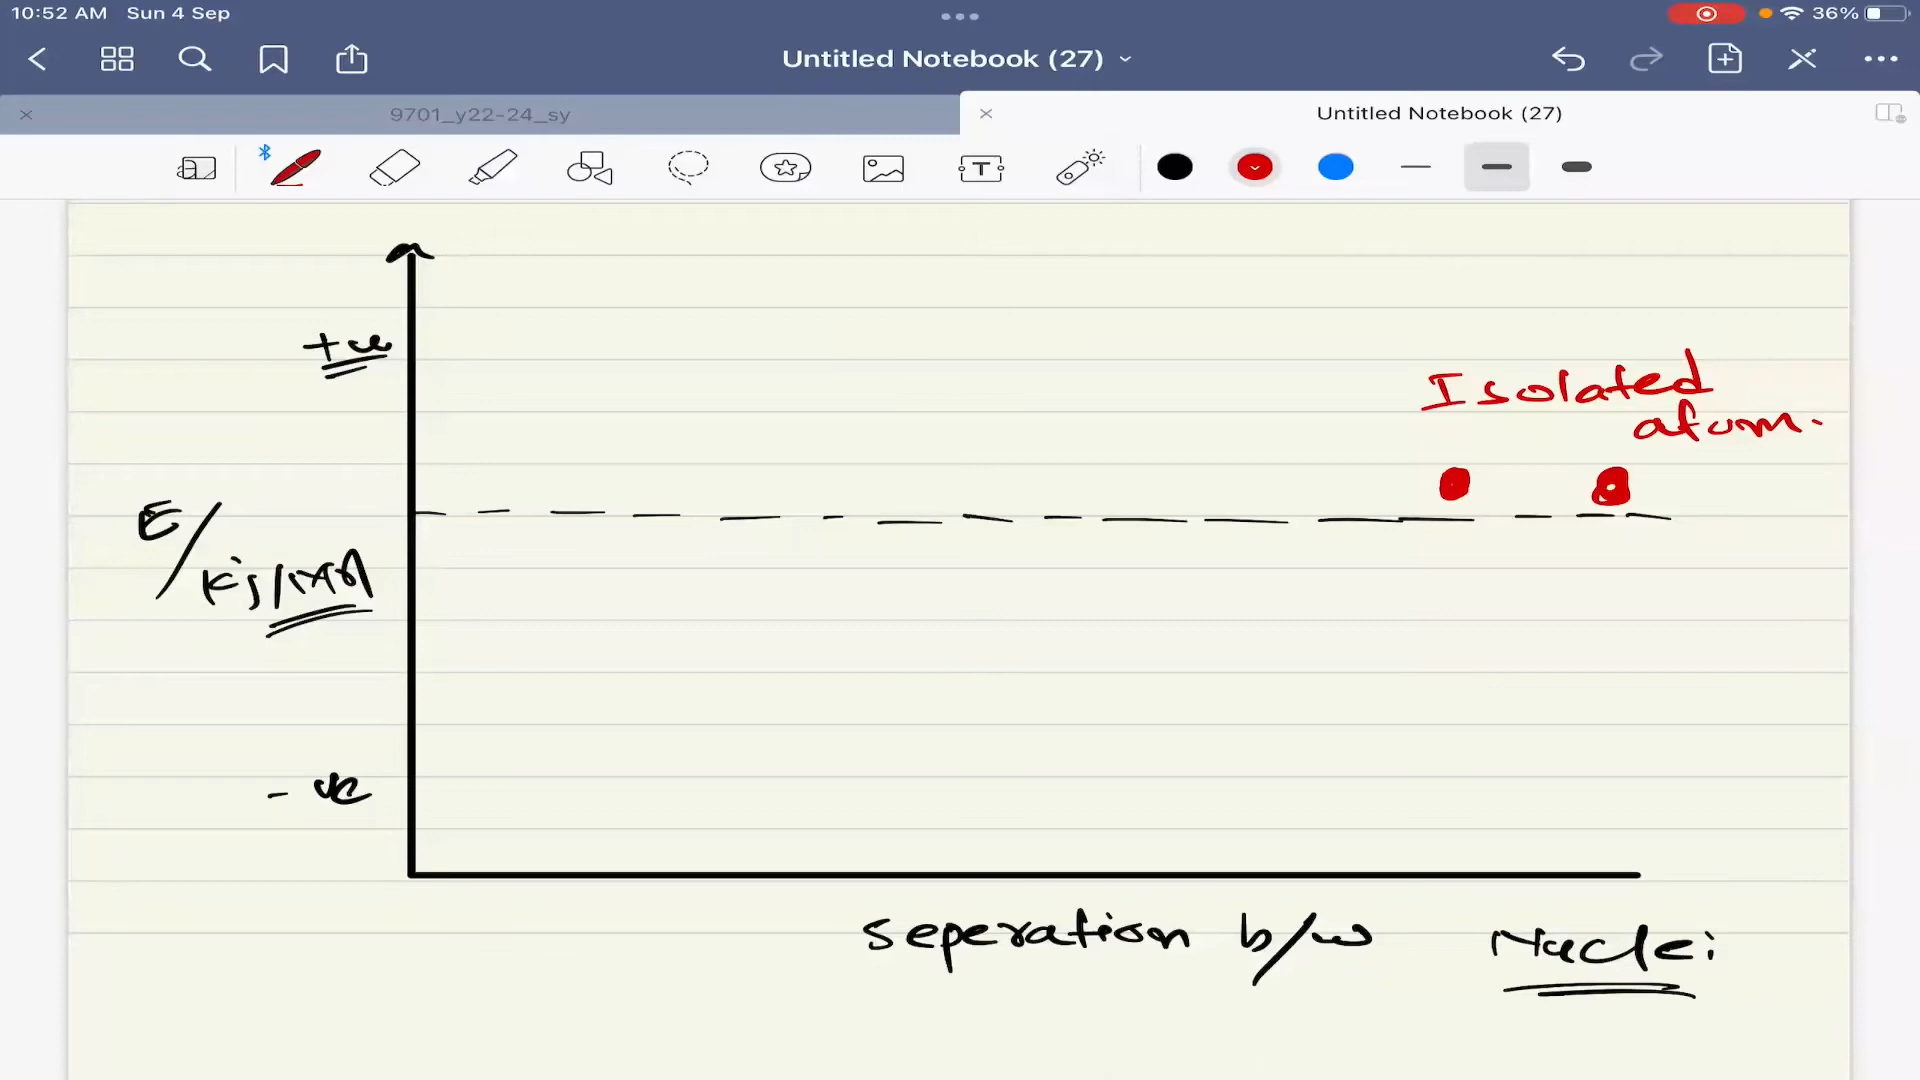 10:52 AM Sun 4 Sep
36%
Untitled Notebook (27)
9701_y22-24_sy
Untitled Notebook (27)
+ve
Isolated
atom.
E/
KJ/mol
- ve
seperation b/w Nuclei